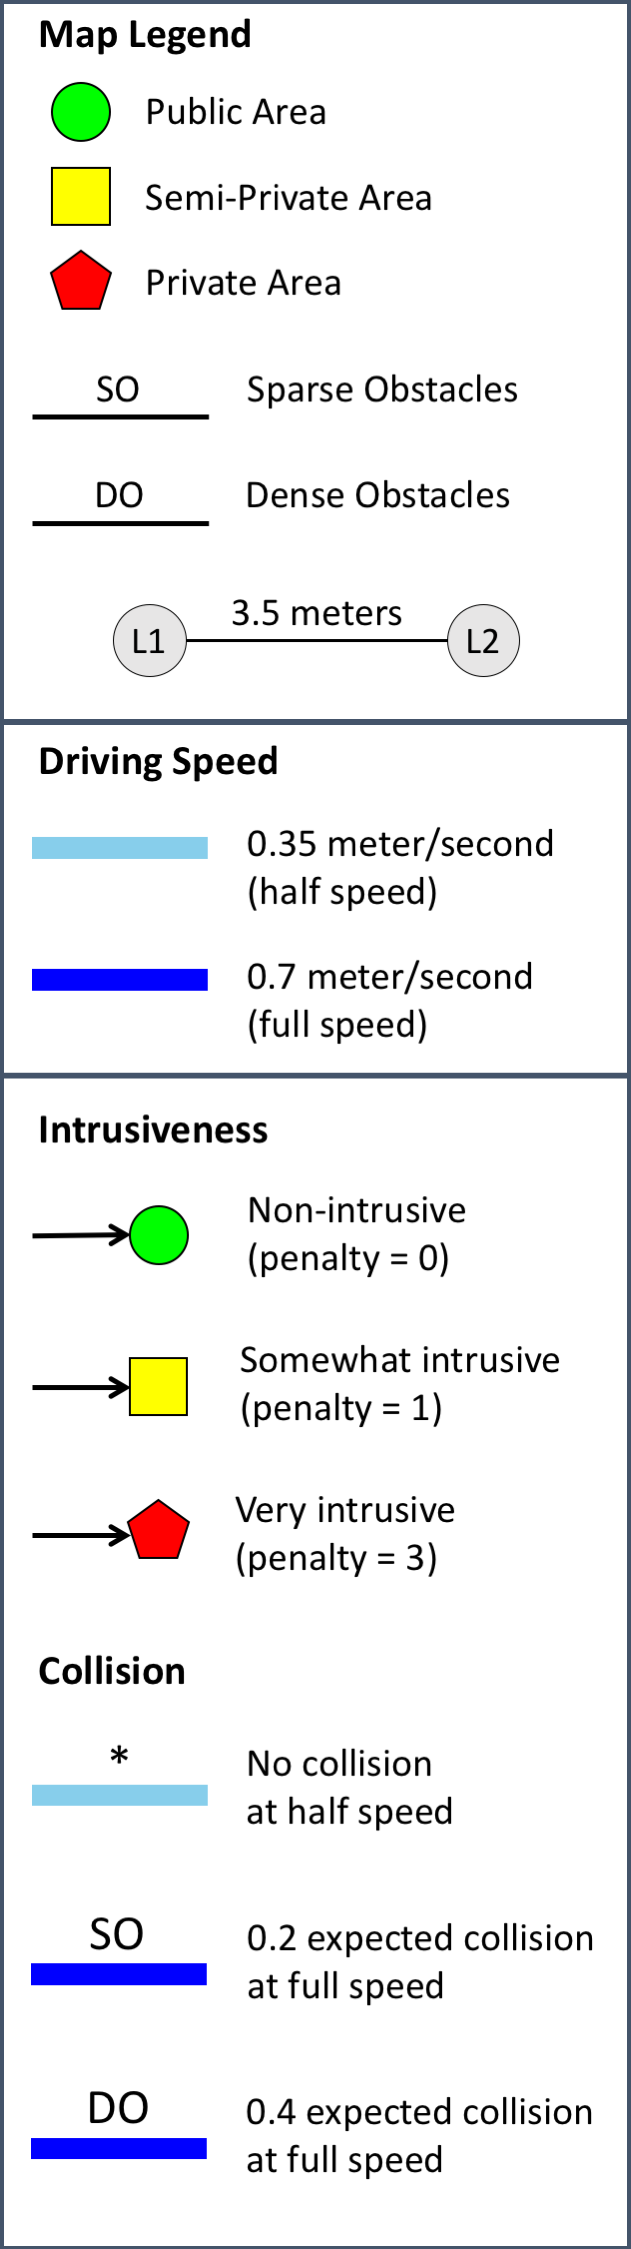 Map Legend
Public Area
Semi-Private Area
Private Area
SO Sparse Obstacles
DO Dense Obstacles
3.5 meters
L1 L2
Driving Speed
0.35 meter/second
(half speed)
0.7 meter/second
(full speed)
Intrusiveness
Non-intrusive
(penalty = 0)
Somewhat intrusive
(penalty = 1)
Very intrusive
(penalty = 3)
Collision
* No collision
at half speed
SO 0.2 expected collision
at full speed
DO 0.4 expected collision
at full speed